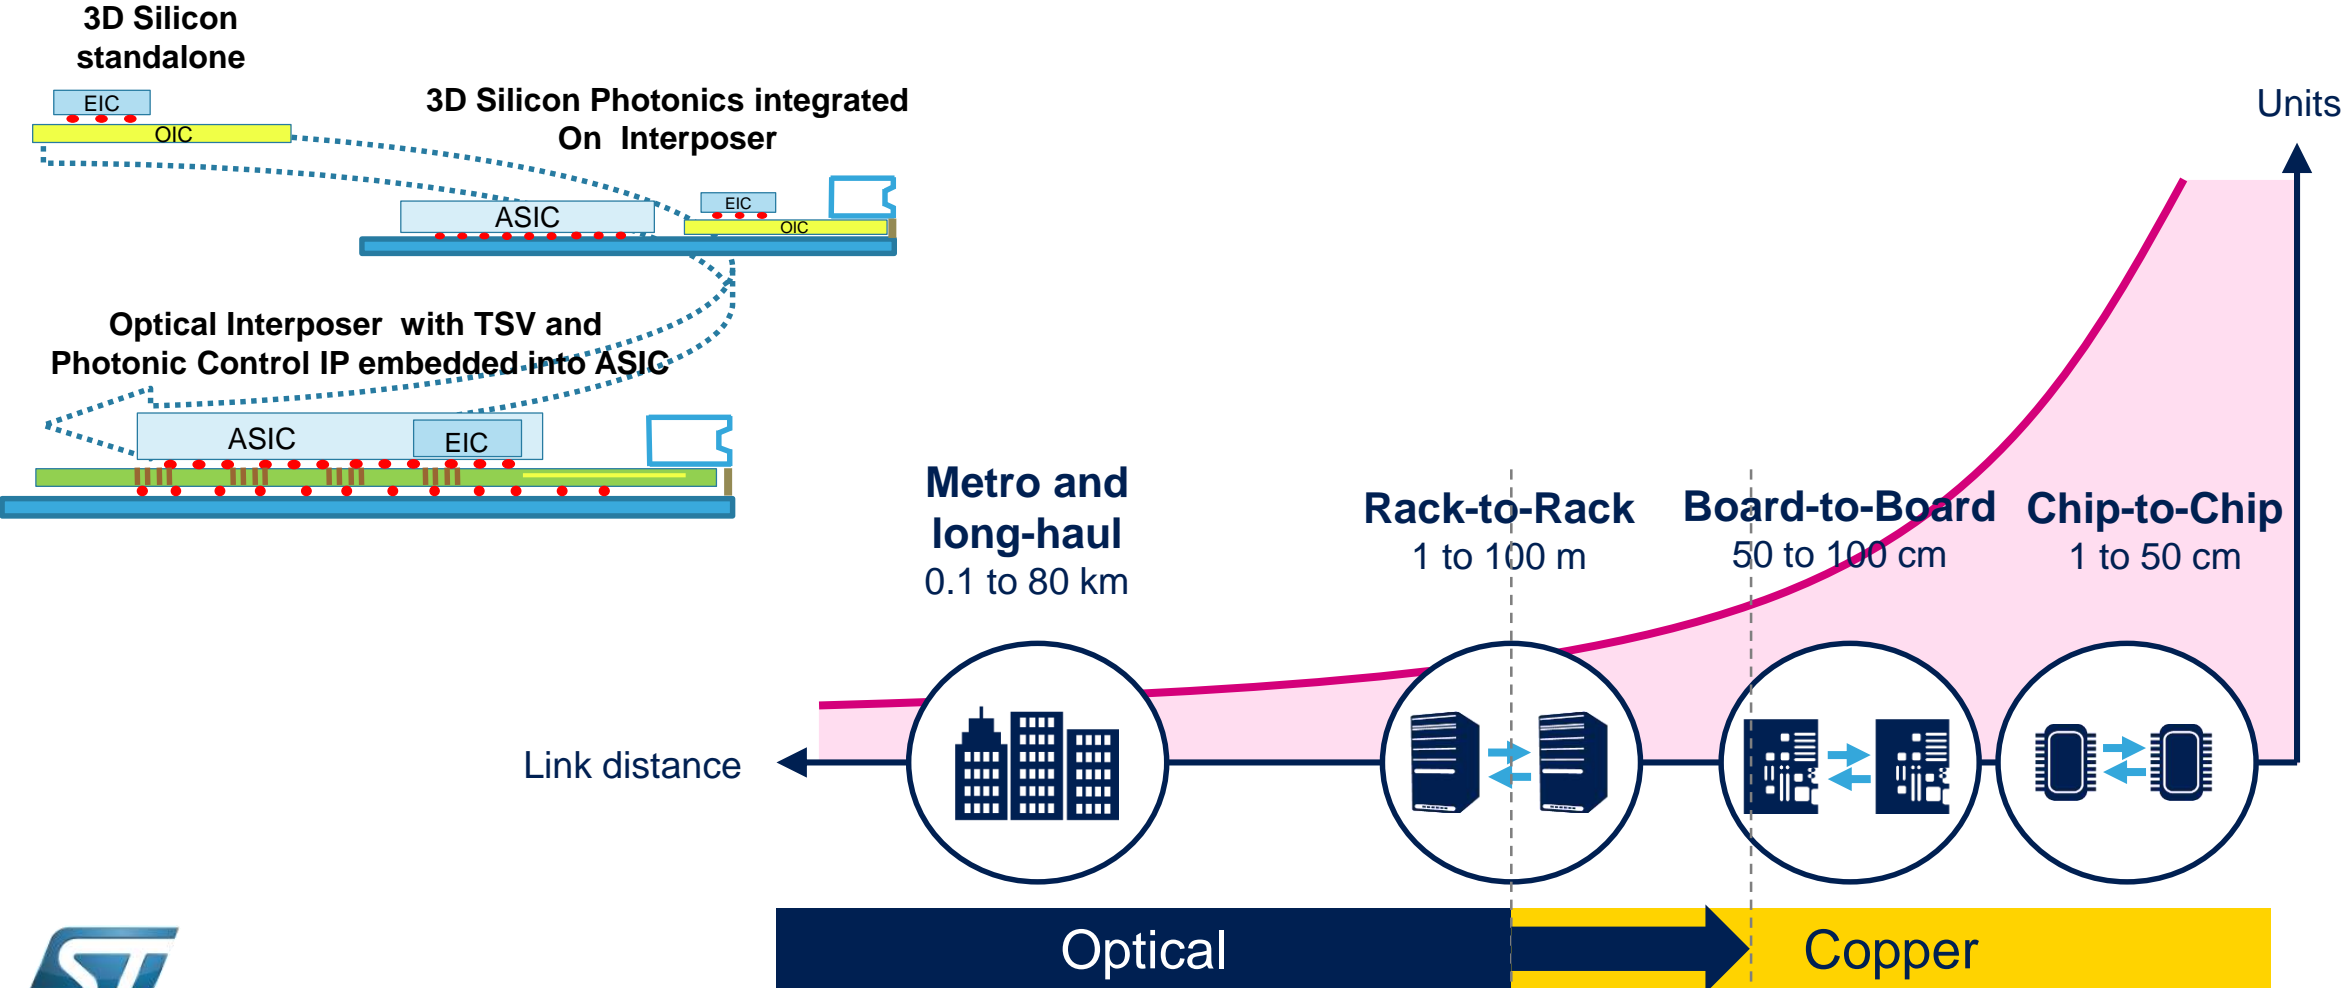 3D Silicon
standalone
EIC
OIC
3D Silicon Photonics integrated
On Interposer
ASIC
EIC
OIC
Optical Interposer with TSV and
Photonic Control IP embedded into ASIC
ASIC
EIC
Units
Metro and
long-haul
0.1 to 80 km
Rack-to-Rack
1 to 100 m
Board-to-Board
50 to 100 cm
Chip-to-Chip
1 to 50 cm
Link distance
Optical
Copper
ST